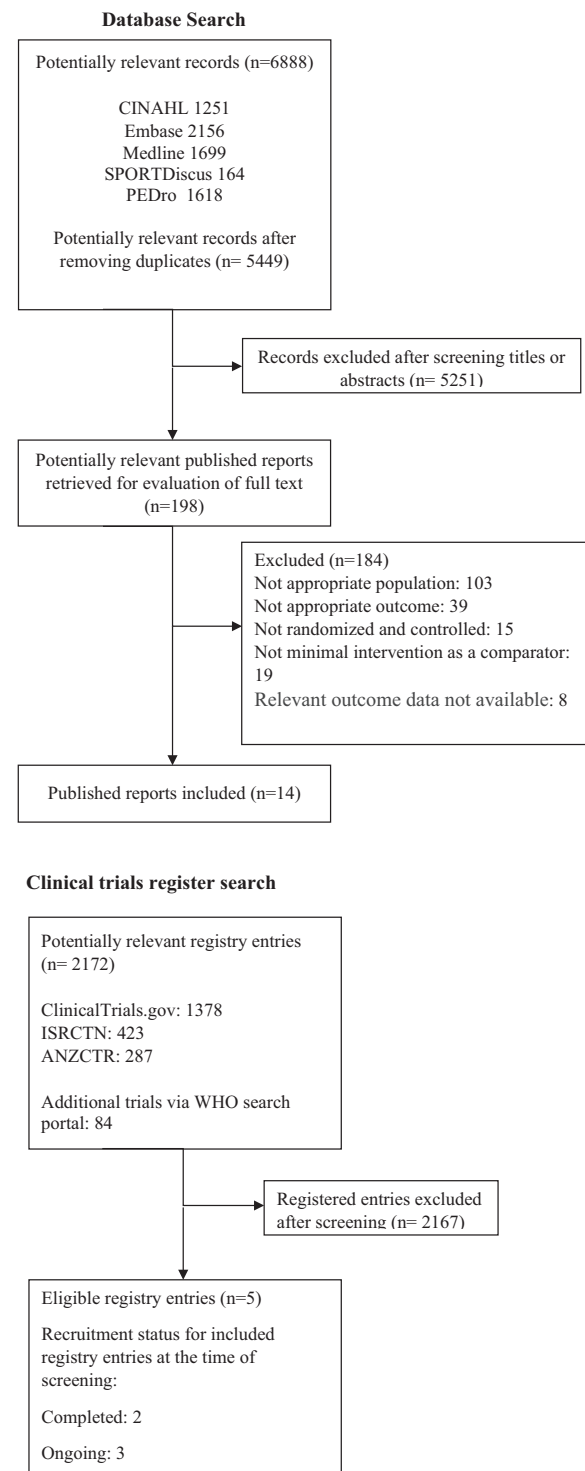 Database Search
Potentially relevant records (n=6888)
CINAHL 1251
Embase 2156
Medline 1699
SPORTDiscus 164
PEDro  1618
Potentially relevant records after
removing duplicates (n= 5449)
Records excluded after screening titles or
abstracts (n= 5251)
Potentially relevant published reports
retrieved for evaluation of full text
(n=198)
Excluded (n=184)
Not appropriate population: 103
Not appropriate outcome: 39
Not randomized and controlled: 15
Not minimal intervention as a comparator:
19
Relevant outcome data not available: 8
Published reports included (n=14)
Clinical trials register search
Potentially relevant registry entries
(n= 2172)
ClinicalTrials.gov: 1378
ISRCTN: 423
ANZCTR: 287
Additional trials via WHO search
portal: 84
Registered entries excluded
after screening (n= 2167)
Eligible registry entries (n=5)
Recruitment status for included
registry entries at the time of
screening:
Completed: 2
Ongoing: 3